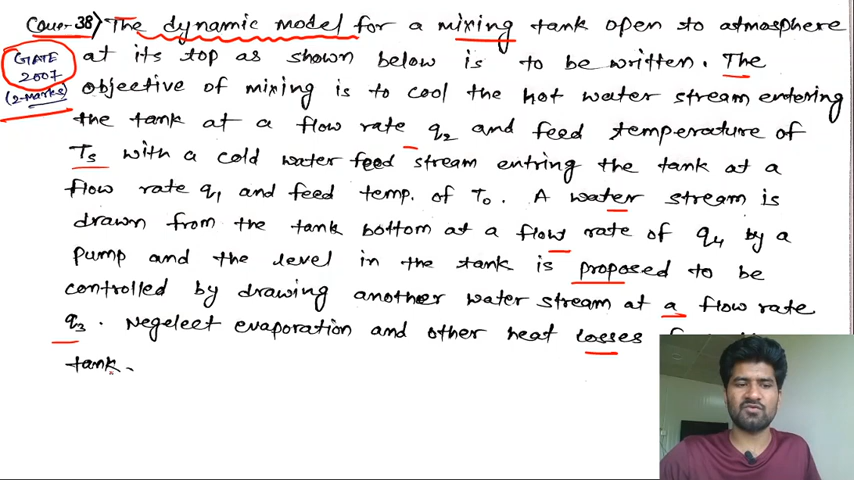 (Ques-38) The dynamic model for a mixing tank open to atmosphere
GATE 2007 (2-Marks)
at its top as shown below is to be written. The
objective of mixing is to cool the hot water stream entering
the tank at a flow rate q2 and feed temperature of
Ts with a cold water feed stream entring the tank at a
flow rate q1 and feed temp. of To. A water stream is
drawn from the tank bottom at a flow rate of q4 by a
pump and the level in the tank is proposed to be
controlled by drawing another water stream at a flow rate
q3. Negelect evaporation and other heat losses
tank.